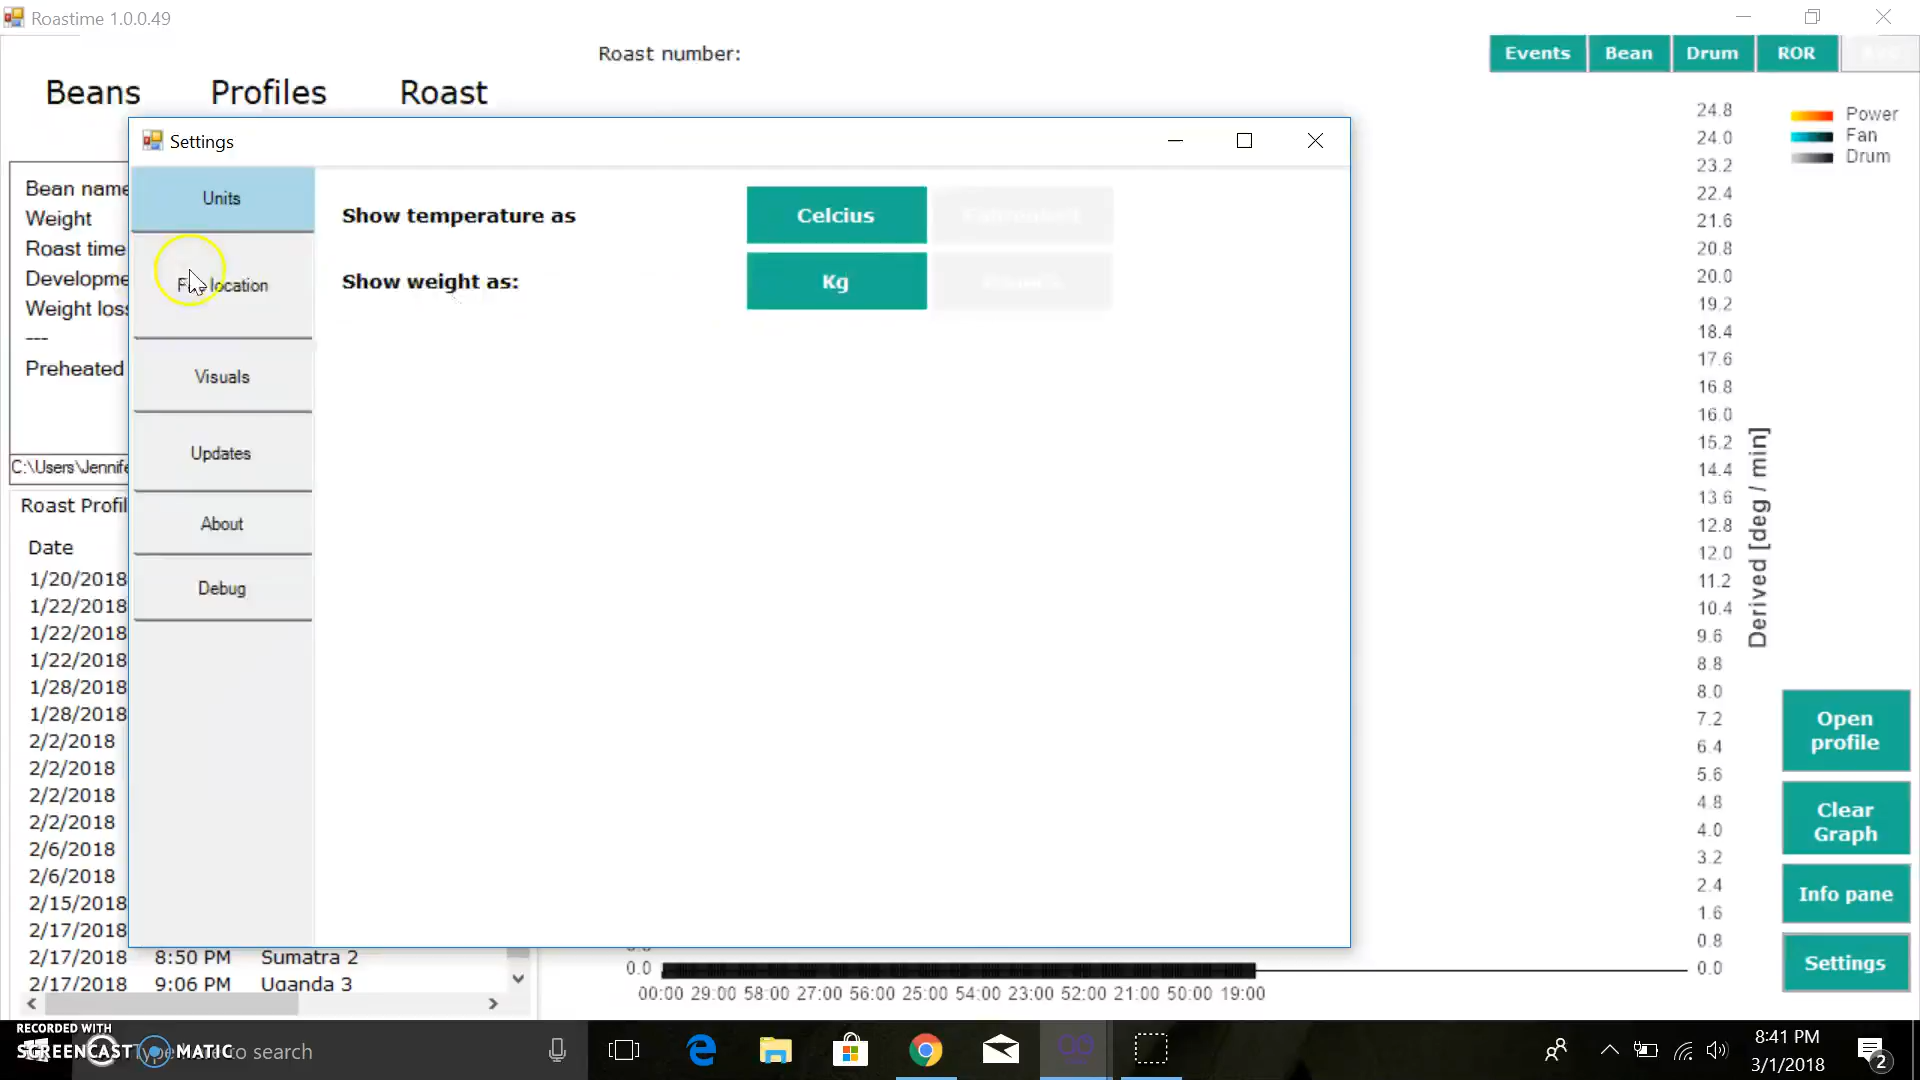 Roastime 1.0.0.49
Roast number:
Events
Bean
Drum
ROR
Beans
Profiles
Roast
Settings
Units
File location
Visuals
Updates
About
Debug
Show temperature as
Celcius
Fahrenheit
Show weight as:
Kg
Bean name
Weight
Roast time
Developme
Weight loss
---
Preheated
C:\Users\Jennife
Roast Profil
Date
1/20/2018
1/22/2018
1/22/2018
1/22/2018
1/28/2018
1/28/2018
2/2/2018
2/2/2018
2/2/2018
2/2/2018
2/6/2018
2/6/2018
2/15/2018
2/17/2018
2/17/2018 8:50 PM Sumatra 2
2/17/2018 9:06 PM Uganda 3
Power
Fan
Drum
24.8
24.0
23.2
22.4
21.6
20.8
20.0
19.2
18.4
17.6
16.8
16.0
15.2
14.4
13.6
12.8
12.0
11.2
10.4
9.6
8.8
8.0
7.2
6.4
5.6
4.8
4.0
3.2
2.4
1.6
0.8
0.0
Derived [deg / min]
0.0
00:00 29:00 58:00 27:00 56:00 25:00 54:00 23:00 52:00 21:00 50:00 19:00
Open
profile
Clear
Graph
Info pane
Settings
RECORDED WITH
SCREENCAST MATIC
Type here to search
8:41 PM
3/1/2018
2